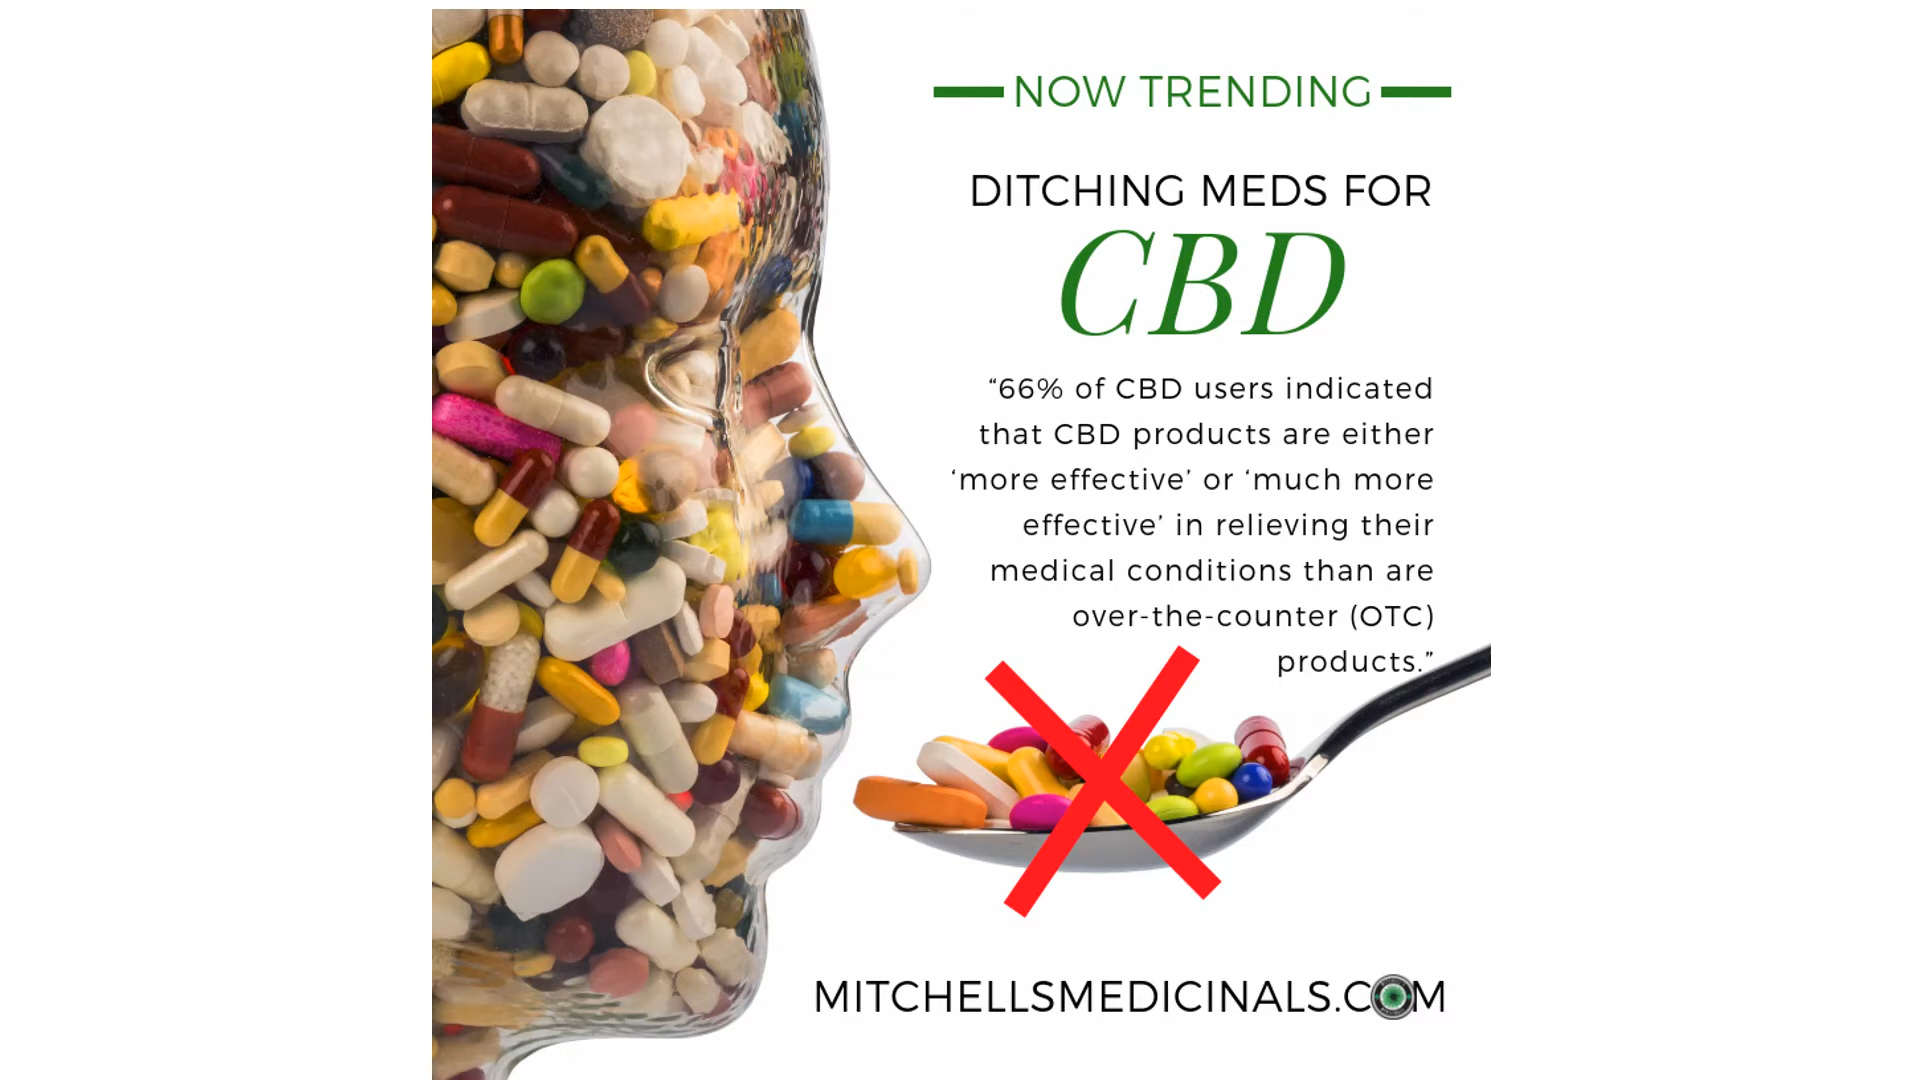 NOW TRENDING
DITCHING MEDS FOR
CBD
“66% of CBD users indicated
that CBD products are either
‘more effective’ or ‘much more
effective’ in relieving their
medical conditions than are
over-the-counter (OTC)
products.”
MITCHELLSMEDICINALS.COM